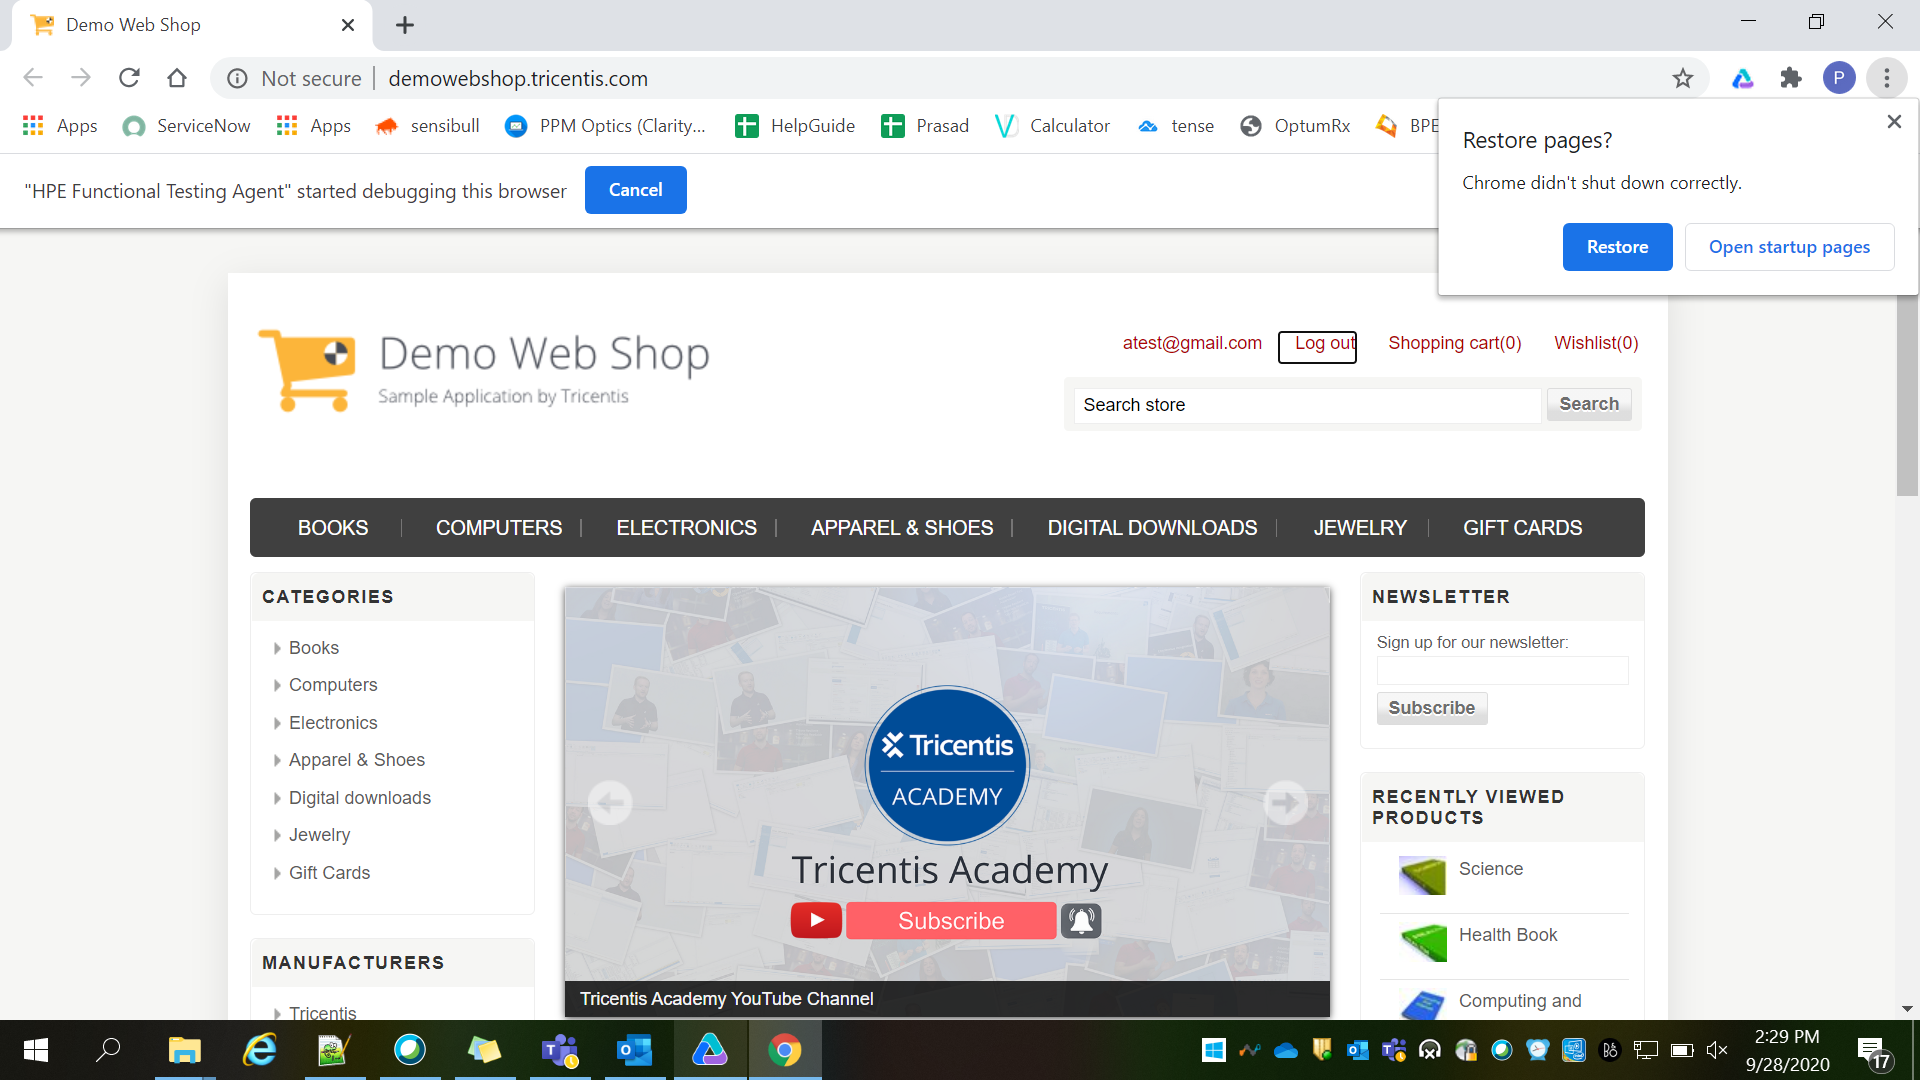 Demo Web Shop
Not secure
demowebshop.tricentis.com
P
Apps
ServiceNow
Apps
sensibull
PPM Optics (Clarity...
HelpGuide
Prasad
Calculator
tense
OptumRx
BPE
"HPE Functional Testing Agent" started debugging this browser
Cancel
Restore pages?
Chrome didn't shut down correctly.
Restore
Open startup pages
Demo Web Shop
Sample Application by Tricentis
atest@gmail.com
Log out
Shopping cart(0)
Wishlist(0)
Search store
Search
BOOKS
COMPUTERS
ELECTRONICS
APPAREL & SHOES
DIGITAL DOWNLOADS
JEWELRY
GIFT CARDS
CATEGORIES
Books
Computers
Electronics
Apparel & Shoes
Digital downloads
Jewelry
Gift Cards
MANUFACTURERS
Tricentis
Tricentis
ACADEMY
Tricentis Academy
Subscribe
Tricentis Academy YouTube Channel
NEWSLETTER
Sign up for our newsletter:
Subscribe
RECENTLY VIEWED
PRODUCTS
Science
Health Book
Computing and
2:29 PM
9/28/2020
17